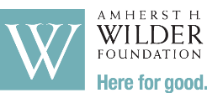 W
AMHERST H.
WILDER
FOUNDATION
Here for good.